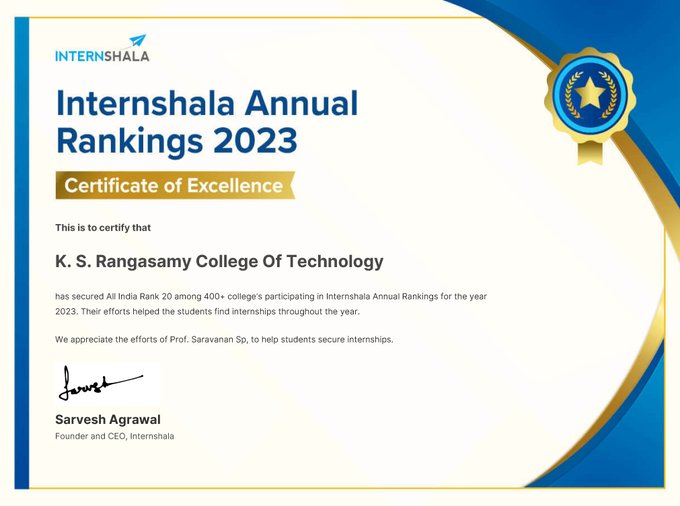 INTERNSHALA
Internshala Annual
Rankings 2023
Certificate of Excellence
This is to certify that
K. S. Rangasamy College Of Technology
has secured All India Rank 20 among 400+ college's participating in Internshala Annual Rankings for the year
2023. Their efforts helped the students find internships throughout the year.
We appreciate the efforts of Prof. Saravanan Sp, to help students secure internships.
Sarvesh
Sarvesh Agrawal
Founder and CEO, Internshala